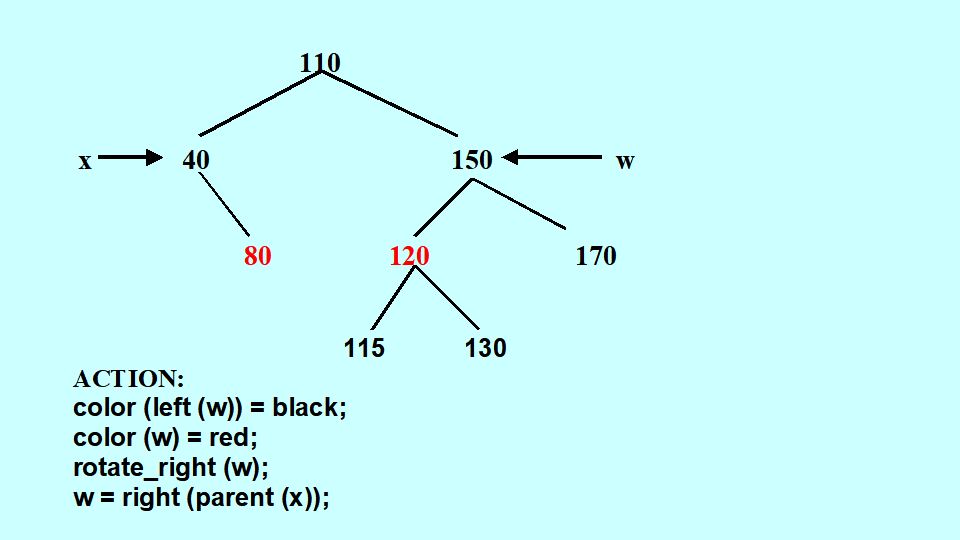 110
x 40 150 w
80 120 170
115 130
ACTION:
color (left (w)) = black;
color (w) = red;
rotate_right (w);
w = right (parent (x));